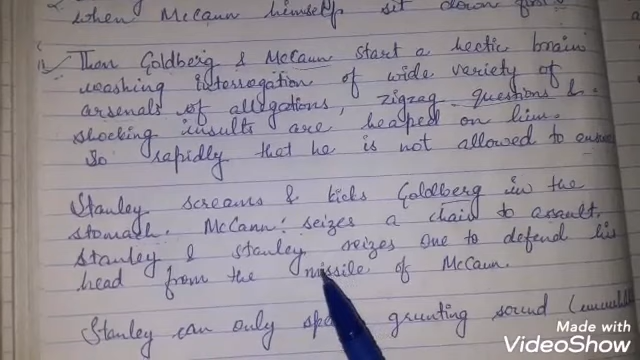 when McCann himself sit down first
Then Goldberg & McCann start a hectic brain
washing interrogation of wide variety of
arsenals of allegations, zigzag questions &
shocking insults are heaped on him.
So rapidly that he is not allowed to
Stanley screams & kicks Goldberg in the
stomach. McCann seizes a chair to assault
Stanley & Stanley seizes one to defend his
head from the missile of McCann.
Stanley can only grunting sound
Made with
VideoShow